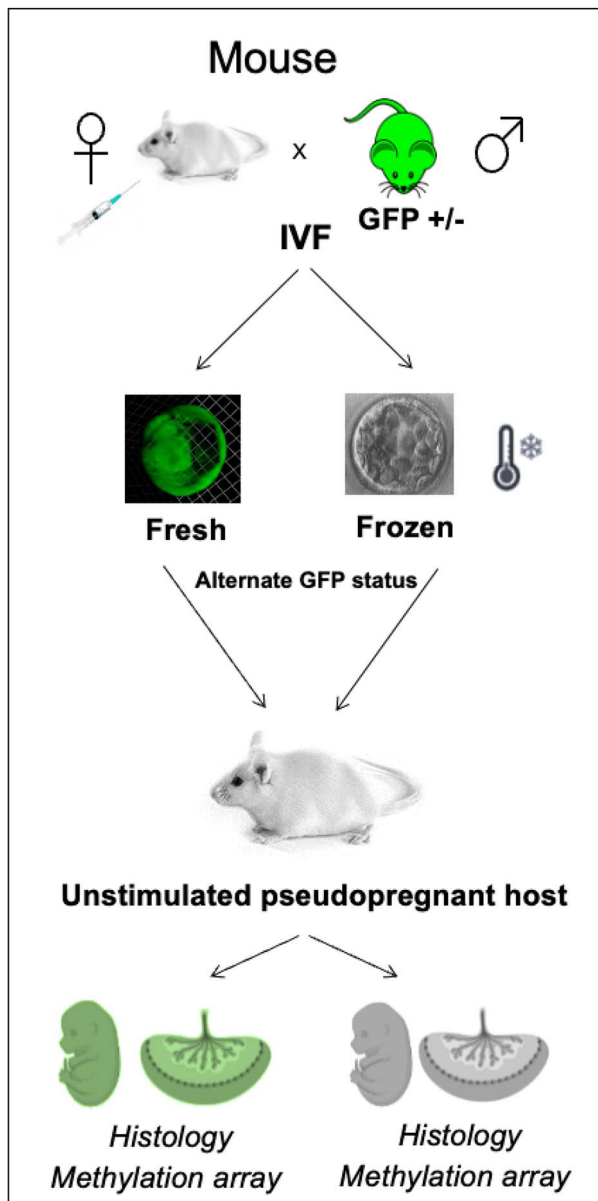 Mouse
x
GFP +/-
IVF
Fresh
Frozen
Alternate GFP status
Unstimulated pseudopregnant host
Histology
Methylation array
Histology
Methylation array